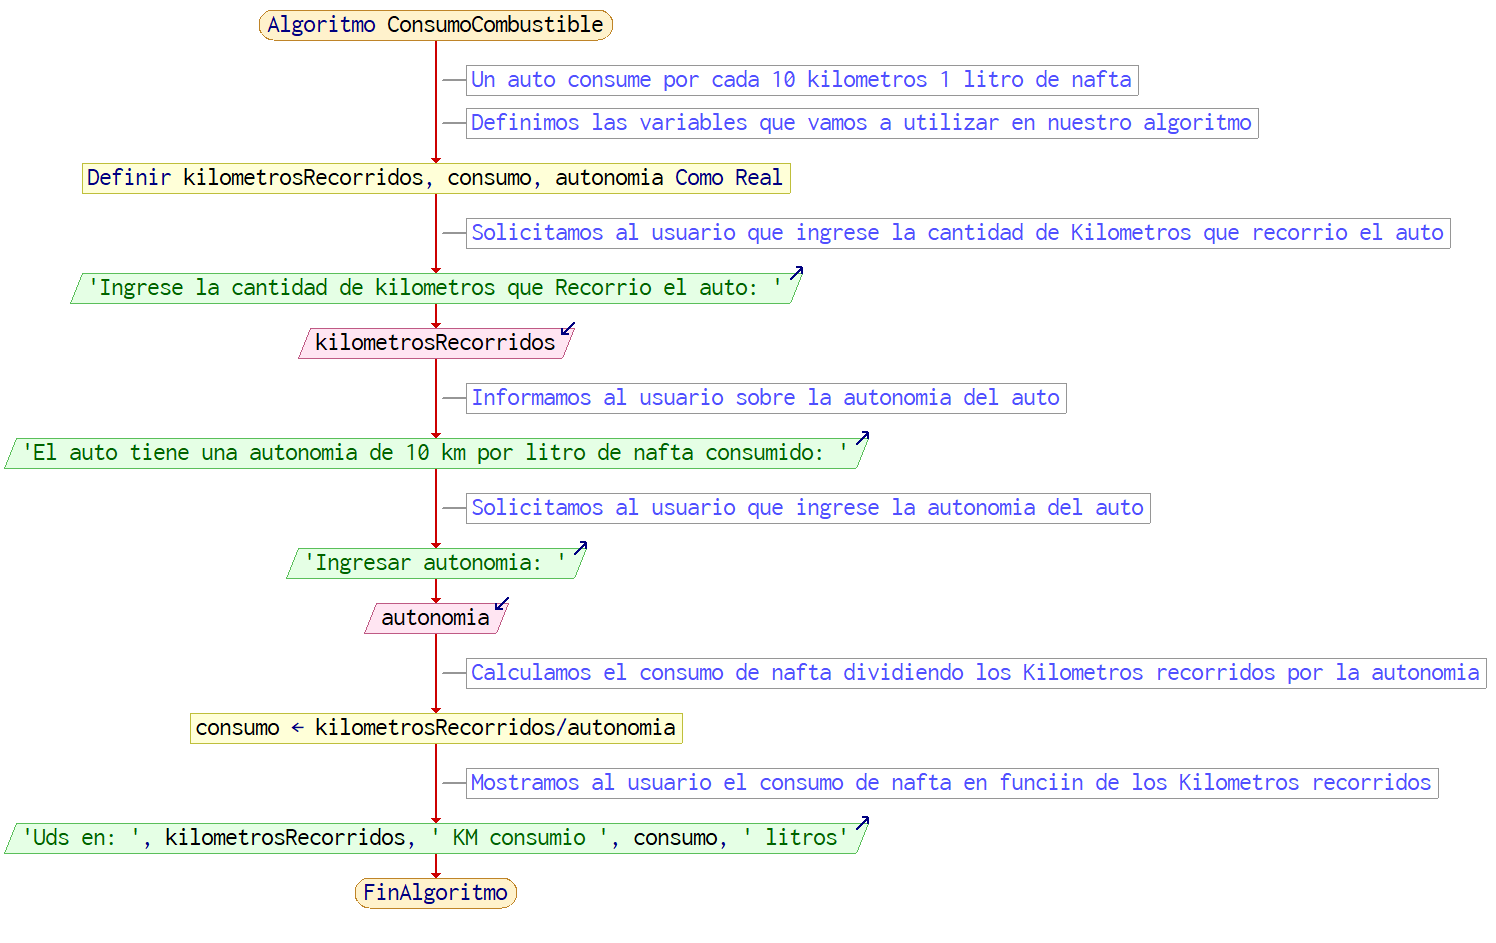 Algoritmo ConsumoCombustible
Un auto consume por cada 10 kilometros 1 litro de nafta
Definimos las variables que vamos a utilizar en nuestro algoritmo
Definir kilometrosRecorridos, consumo, autonomia Como Real
Solicitamos al usuario que ingrese la cantidad de Kilometros que recorrio el auto
'Ingrese la cantidad de kilometros que Recorrio el auto: '
kilometrosRecorridos
Informamos al usuario sobre la autonomia del auto
'El auto tiene una autonomia de 10 km por litro de nafta consumido: '
Solicitamos al usuario que ingrese la autonomia del auto
'Ingresar autonomia: '
autonomia
Calculamos el consumo de nafta dividiendo los Kilometros recorridos por la autonomia
consumo ← kilometrosRecorridos/autonomia
Mostramos al usuario el consumo de nafta en funciin de los Kilometros recorridos
'Uds en: ', kilometrosRecorridos, ' KM consumio ', consumo, ' litros'
FinAlgoritmo